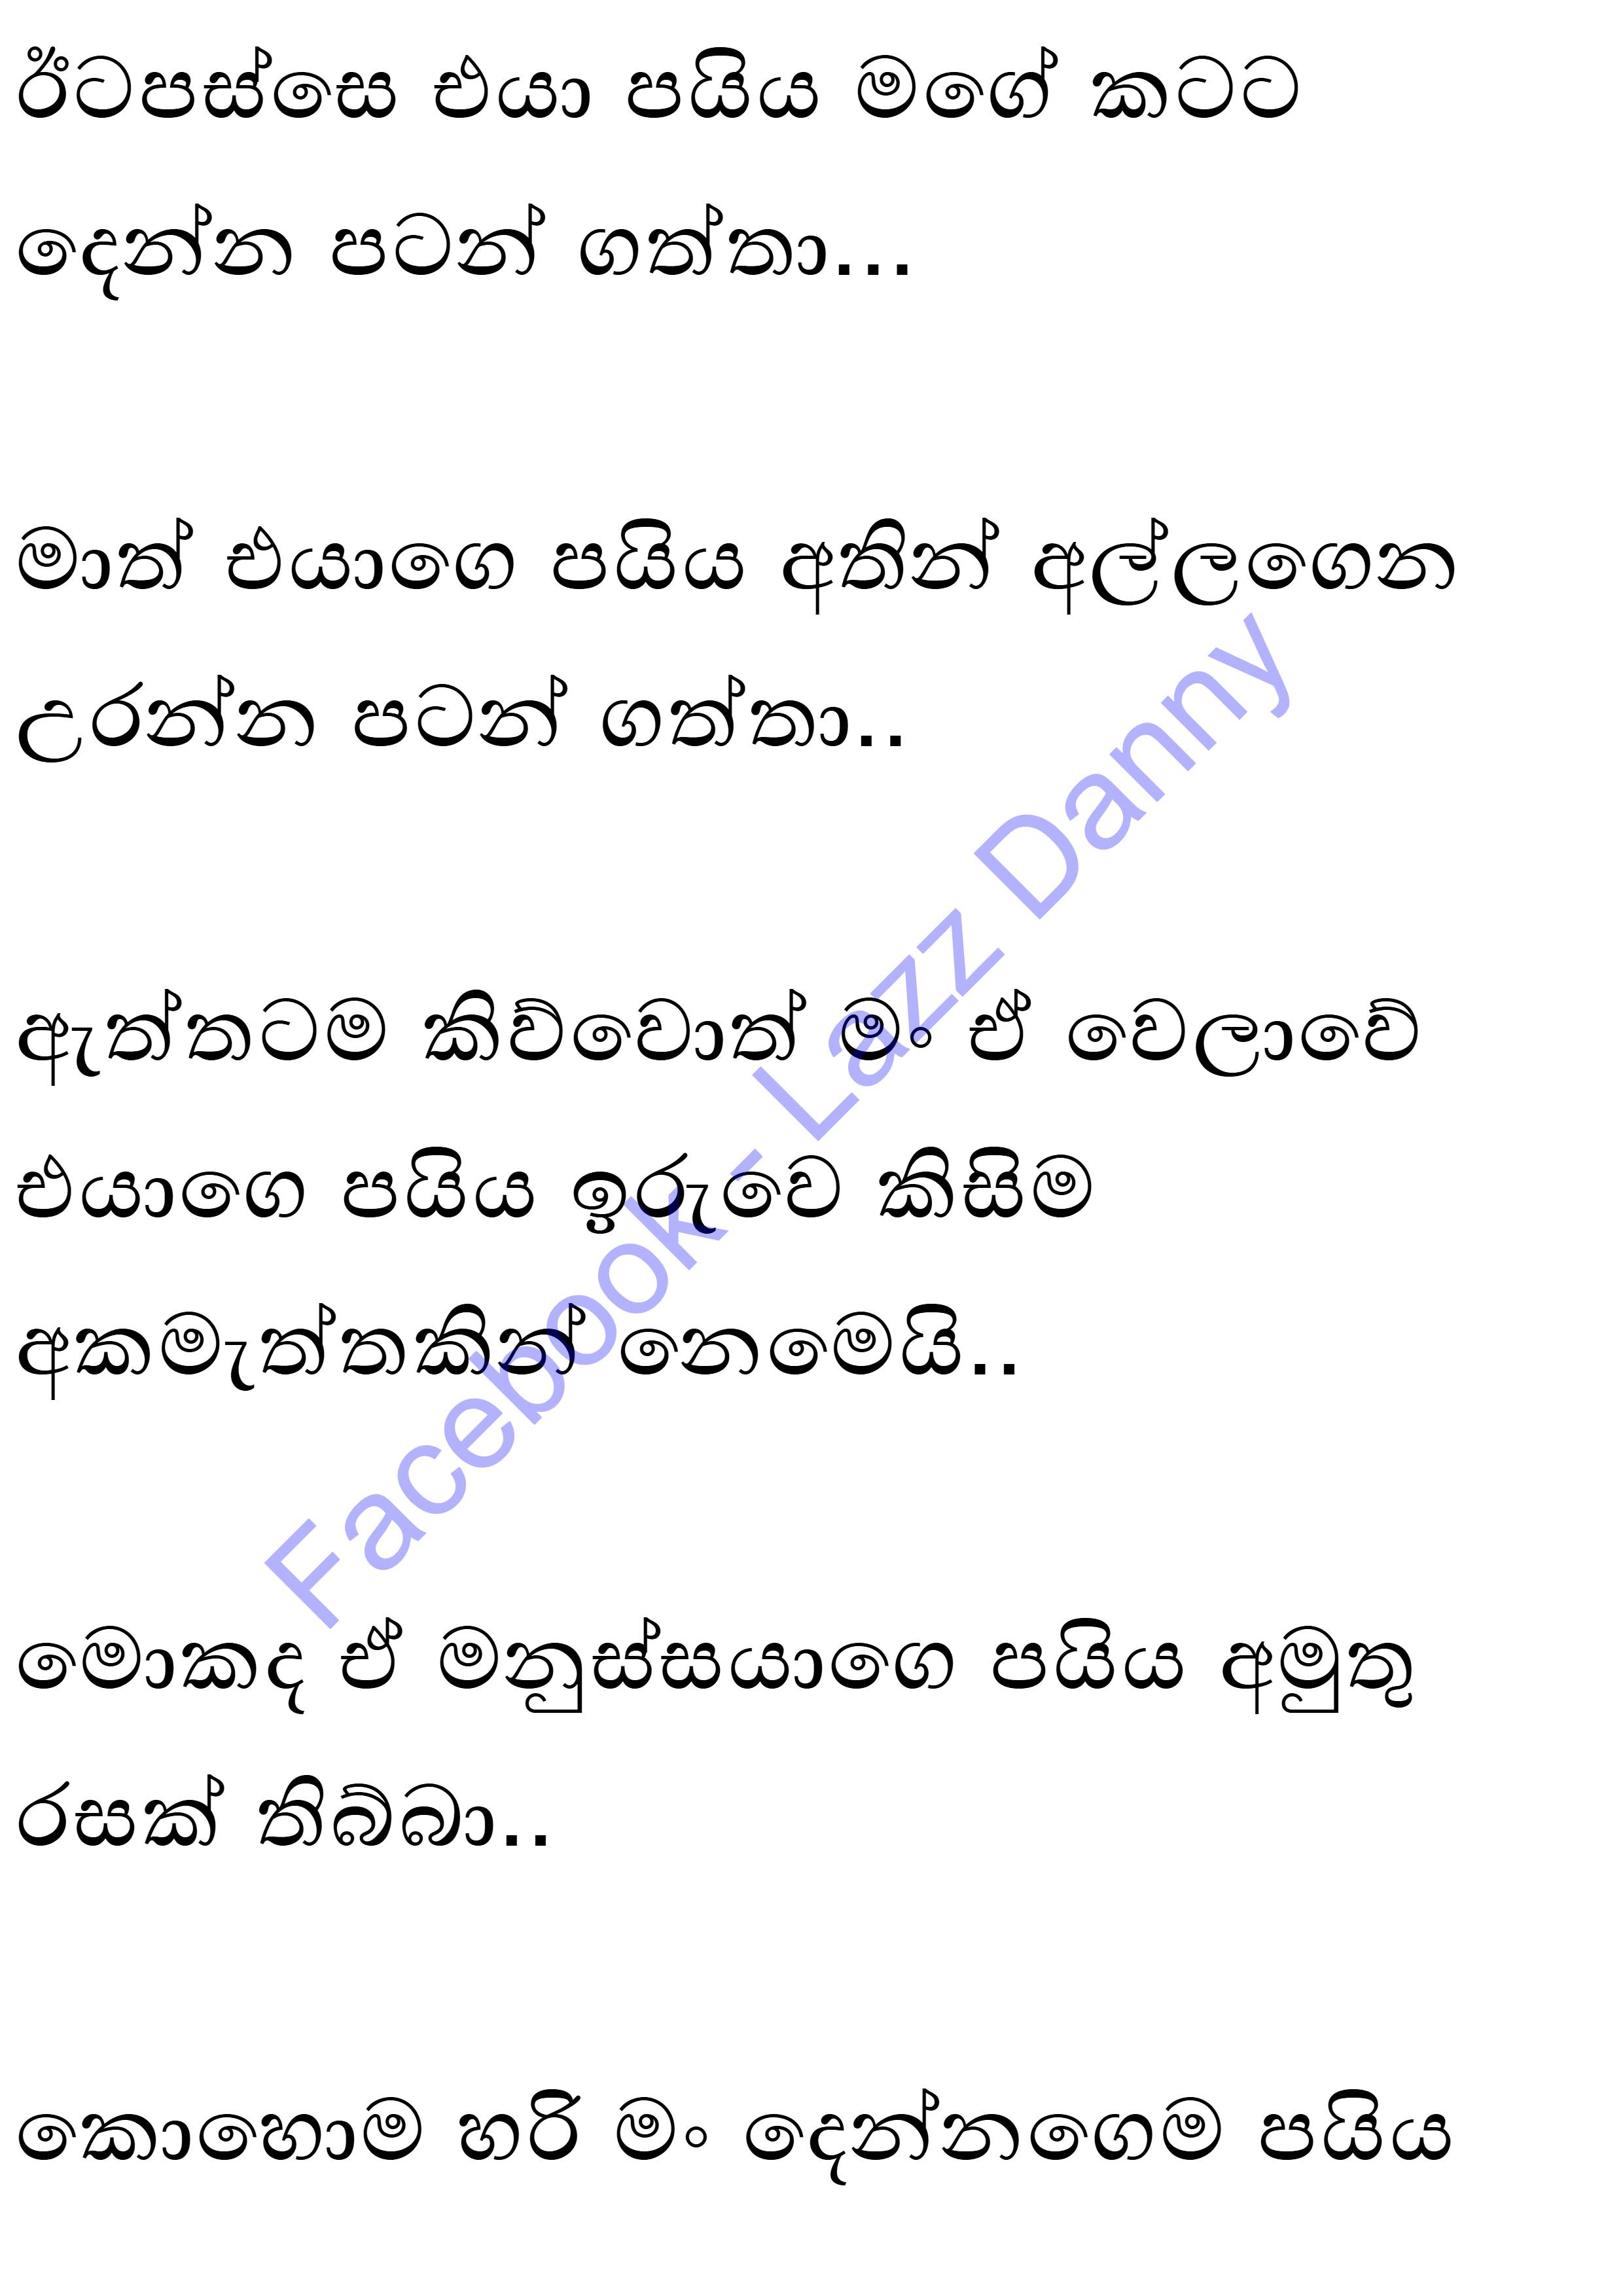 ඊටපස්සෙ එයා පයිය මගේ කටට
දෙන්න පටන් ගත්තා...
මාත් එයාගෙ පයිය අතින් අල්ලගෙන
උරන්න පටන් ගත්තා..
ඇත්තටම කිව්වොත් මං ඒ වෙලාවේ
එයාගෙ පයිය ඉරුවෙ කිසිම
අකමැත්තකින් නෙමෙයි..
මොකද ඒ මනුස්සයාගෙ පයිය අමුතු
රසක් තිබ්බා..
කොහොම හරි මං දෙන්නගෙම පයිය
Facebook- Lazz Danny